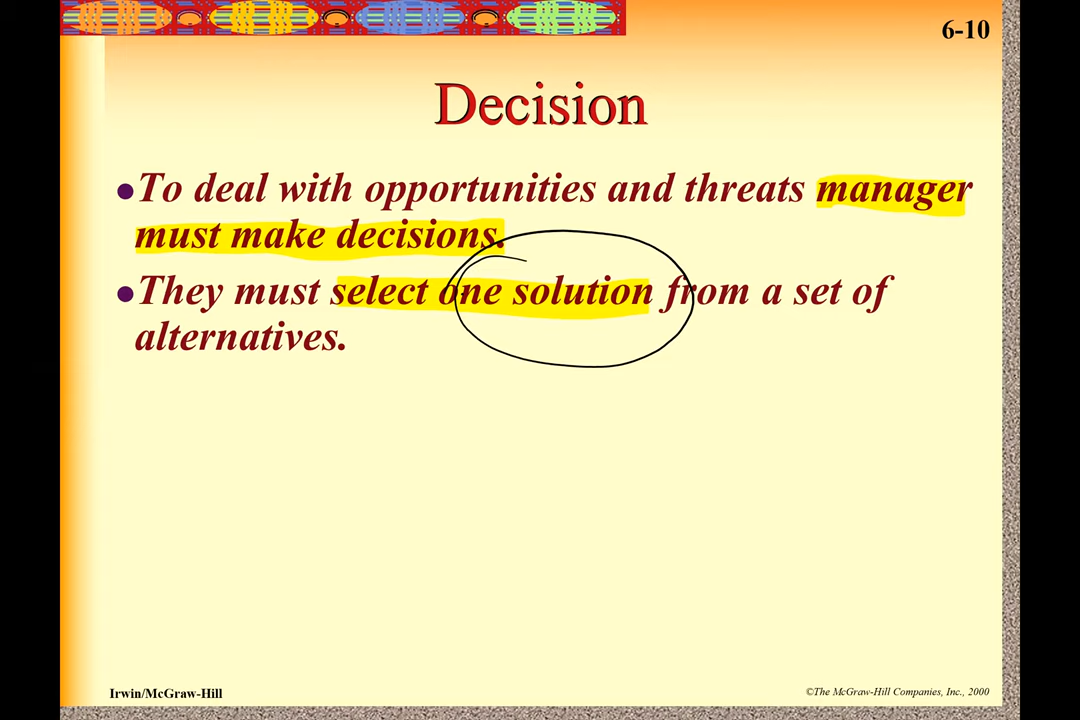 6-10
Decision
•To deal with opportunities and threats manager
must make decisions.
•They must select one solution from a set of
alternatives.
Irwin/McGraw-Hill
©The McGraw-Hill Companies, Inc., 2000